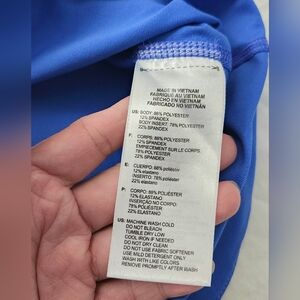 MADE IN VIETNAM
FABRIQUÉ AU VIETNAM
HECHO EN VIETNAM
FABRICADO NO VIETNÃ
US: BODY: 88% POLYESTER
12% SPANDEX
BODY INSERT: 78% POLYESTER
22% SPANDEX
F: CORPS: 88% POLYESTER
12% SPANDEX
EMPIECEMENT SUR LE CORPS:
78% POLYESTER
22% SPANDEX
E: CUERPO: 88% poliéster
12% elastano
INSERTO: 78% poliéster
22% elastano
P: CORPO: 88% POLIÉSTER
12% ELASTANO
INSERÇÃO NO CORPO:
78% POLIÉSTER
22% ELASTANO
US: MACHINE WASH COLD
DO NOT BLEACH
TUMBLE DRY LOW
COOL IRON IF NEEDED
DO NOT DRY CLEAN
DO NOT USE FABRIC SOFTENER
USE MILD DETERGENT ONLY
WASH WITH LIKE COLORS
REMOVE PROMPTLY AFTER WASH